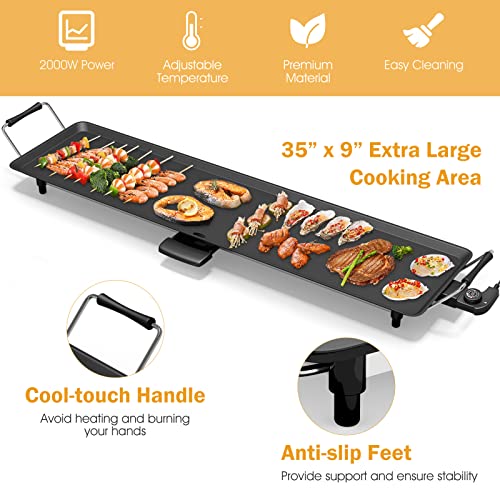 2000W Power
Adjustable
Temperature
Premium
Material
Easy Cleaning
35” x 9” Extra Large
Cooking Area
Cool-touch Handle
Avoid heating and burning
your hands
Anti-slip Feet
Provide support and ensure stability